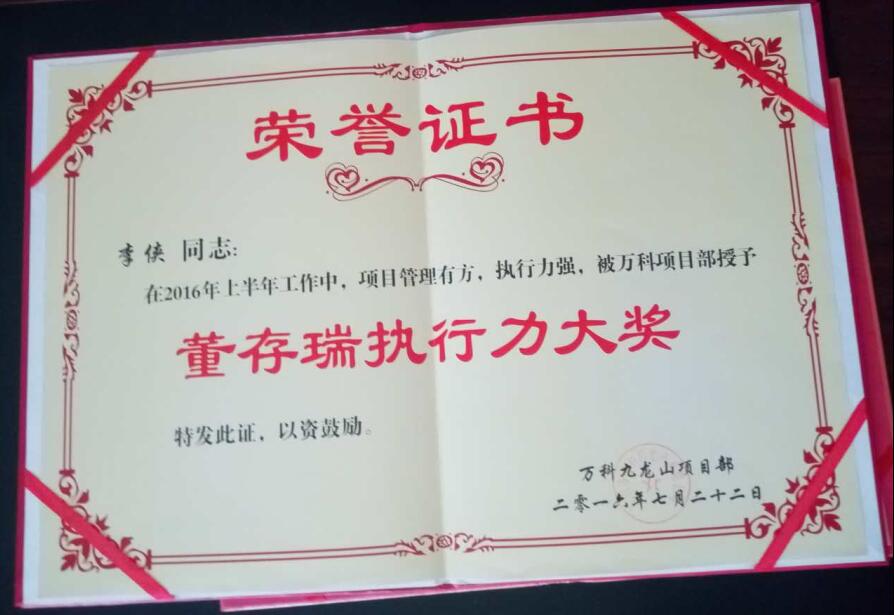 荣誉证书
李侠 同志:
在2016年上半年工作中，项目管理有方，执行力强，被万科项目部授予
董存瑞执行力大奖
特发此证，以资鼓励。
万科九龙山项目部
二零一六年七月二十二日